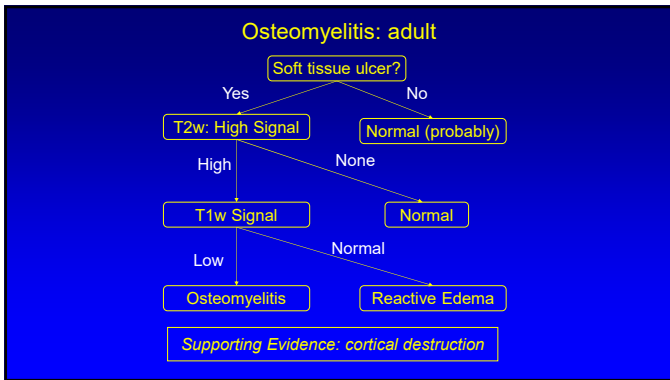 Osteomyelitis: adult
Soft tissue ulcer?
Yes
No
T2w: High Signal
Normal (probably)
High
None
T1w Signal
Normal
Low
Normal
Osteomyelitis
Reactive Edema
Supporting Evidence: cortical destruction